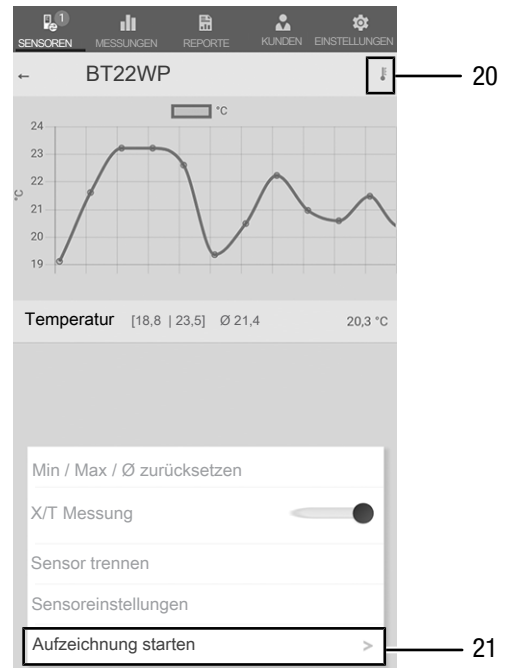 1
SENSOREN MESSUNGEN REPORTE KUNDEN EINSTELLUNGEN
← BT22WP
20
°C
24
23
22
°C
21
20
19
Temperatur [18,8 | 23,5] Ø 21,4 20,3 °C
Min / Max / Ø zurücksetzen
X/T Messung
Sensor trennen
Sensoreinstellungen
Aufzeichnung starten >
21